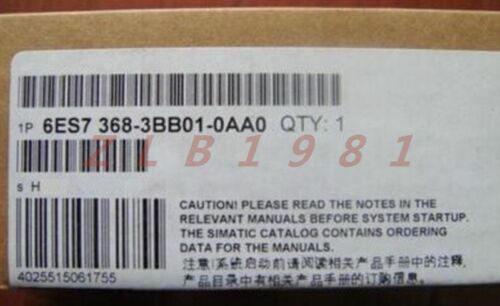 1P 6ES7 368-3BB01-0AA0 QTY: 1
ZLB1981
s H
CAUTION! PLEASE READ THE NOTES IN THE
RELEVANT MANUALS BEFORE SYSTEM STARTUP.
THE SIMATIC CATALOG CONTAINS ORDERING
DATA FOR THE MANUALS.
注意!系统启动前请阅读相关产品手册中的注释,
产品目录中有相关产品手册的订购信息.
4025515061755